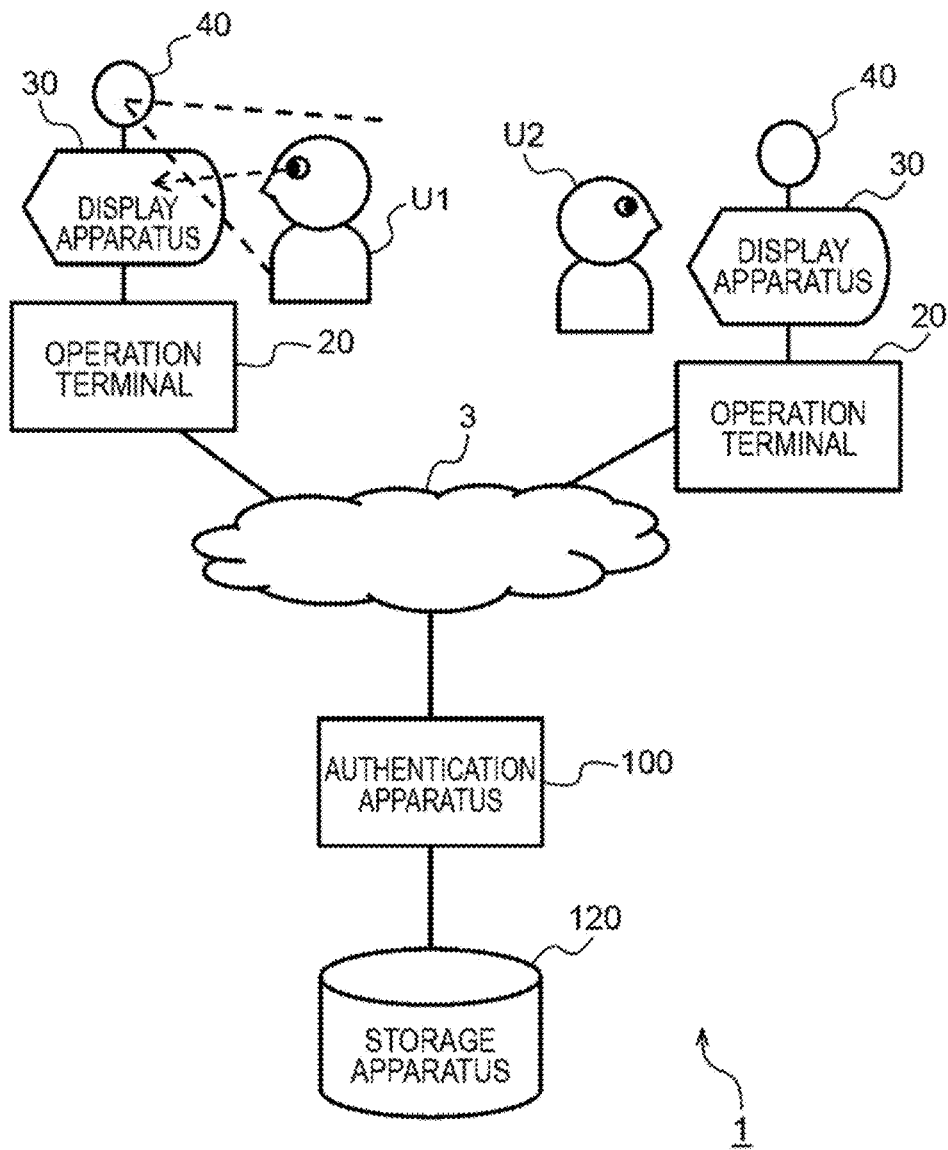 40
30
DISPLAY
APPARATUS
U1
OPERATION
TERMINAL
20
U2
40
30
DISPLAY
APPARATUS
20
OPERATION
TERMINAL
3
AUTHENTICATION
APPARATUS
100
120
STORAGE
APPARATUS
1